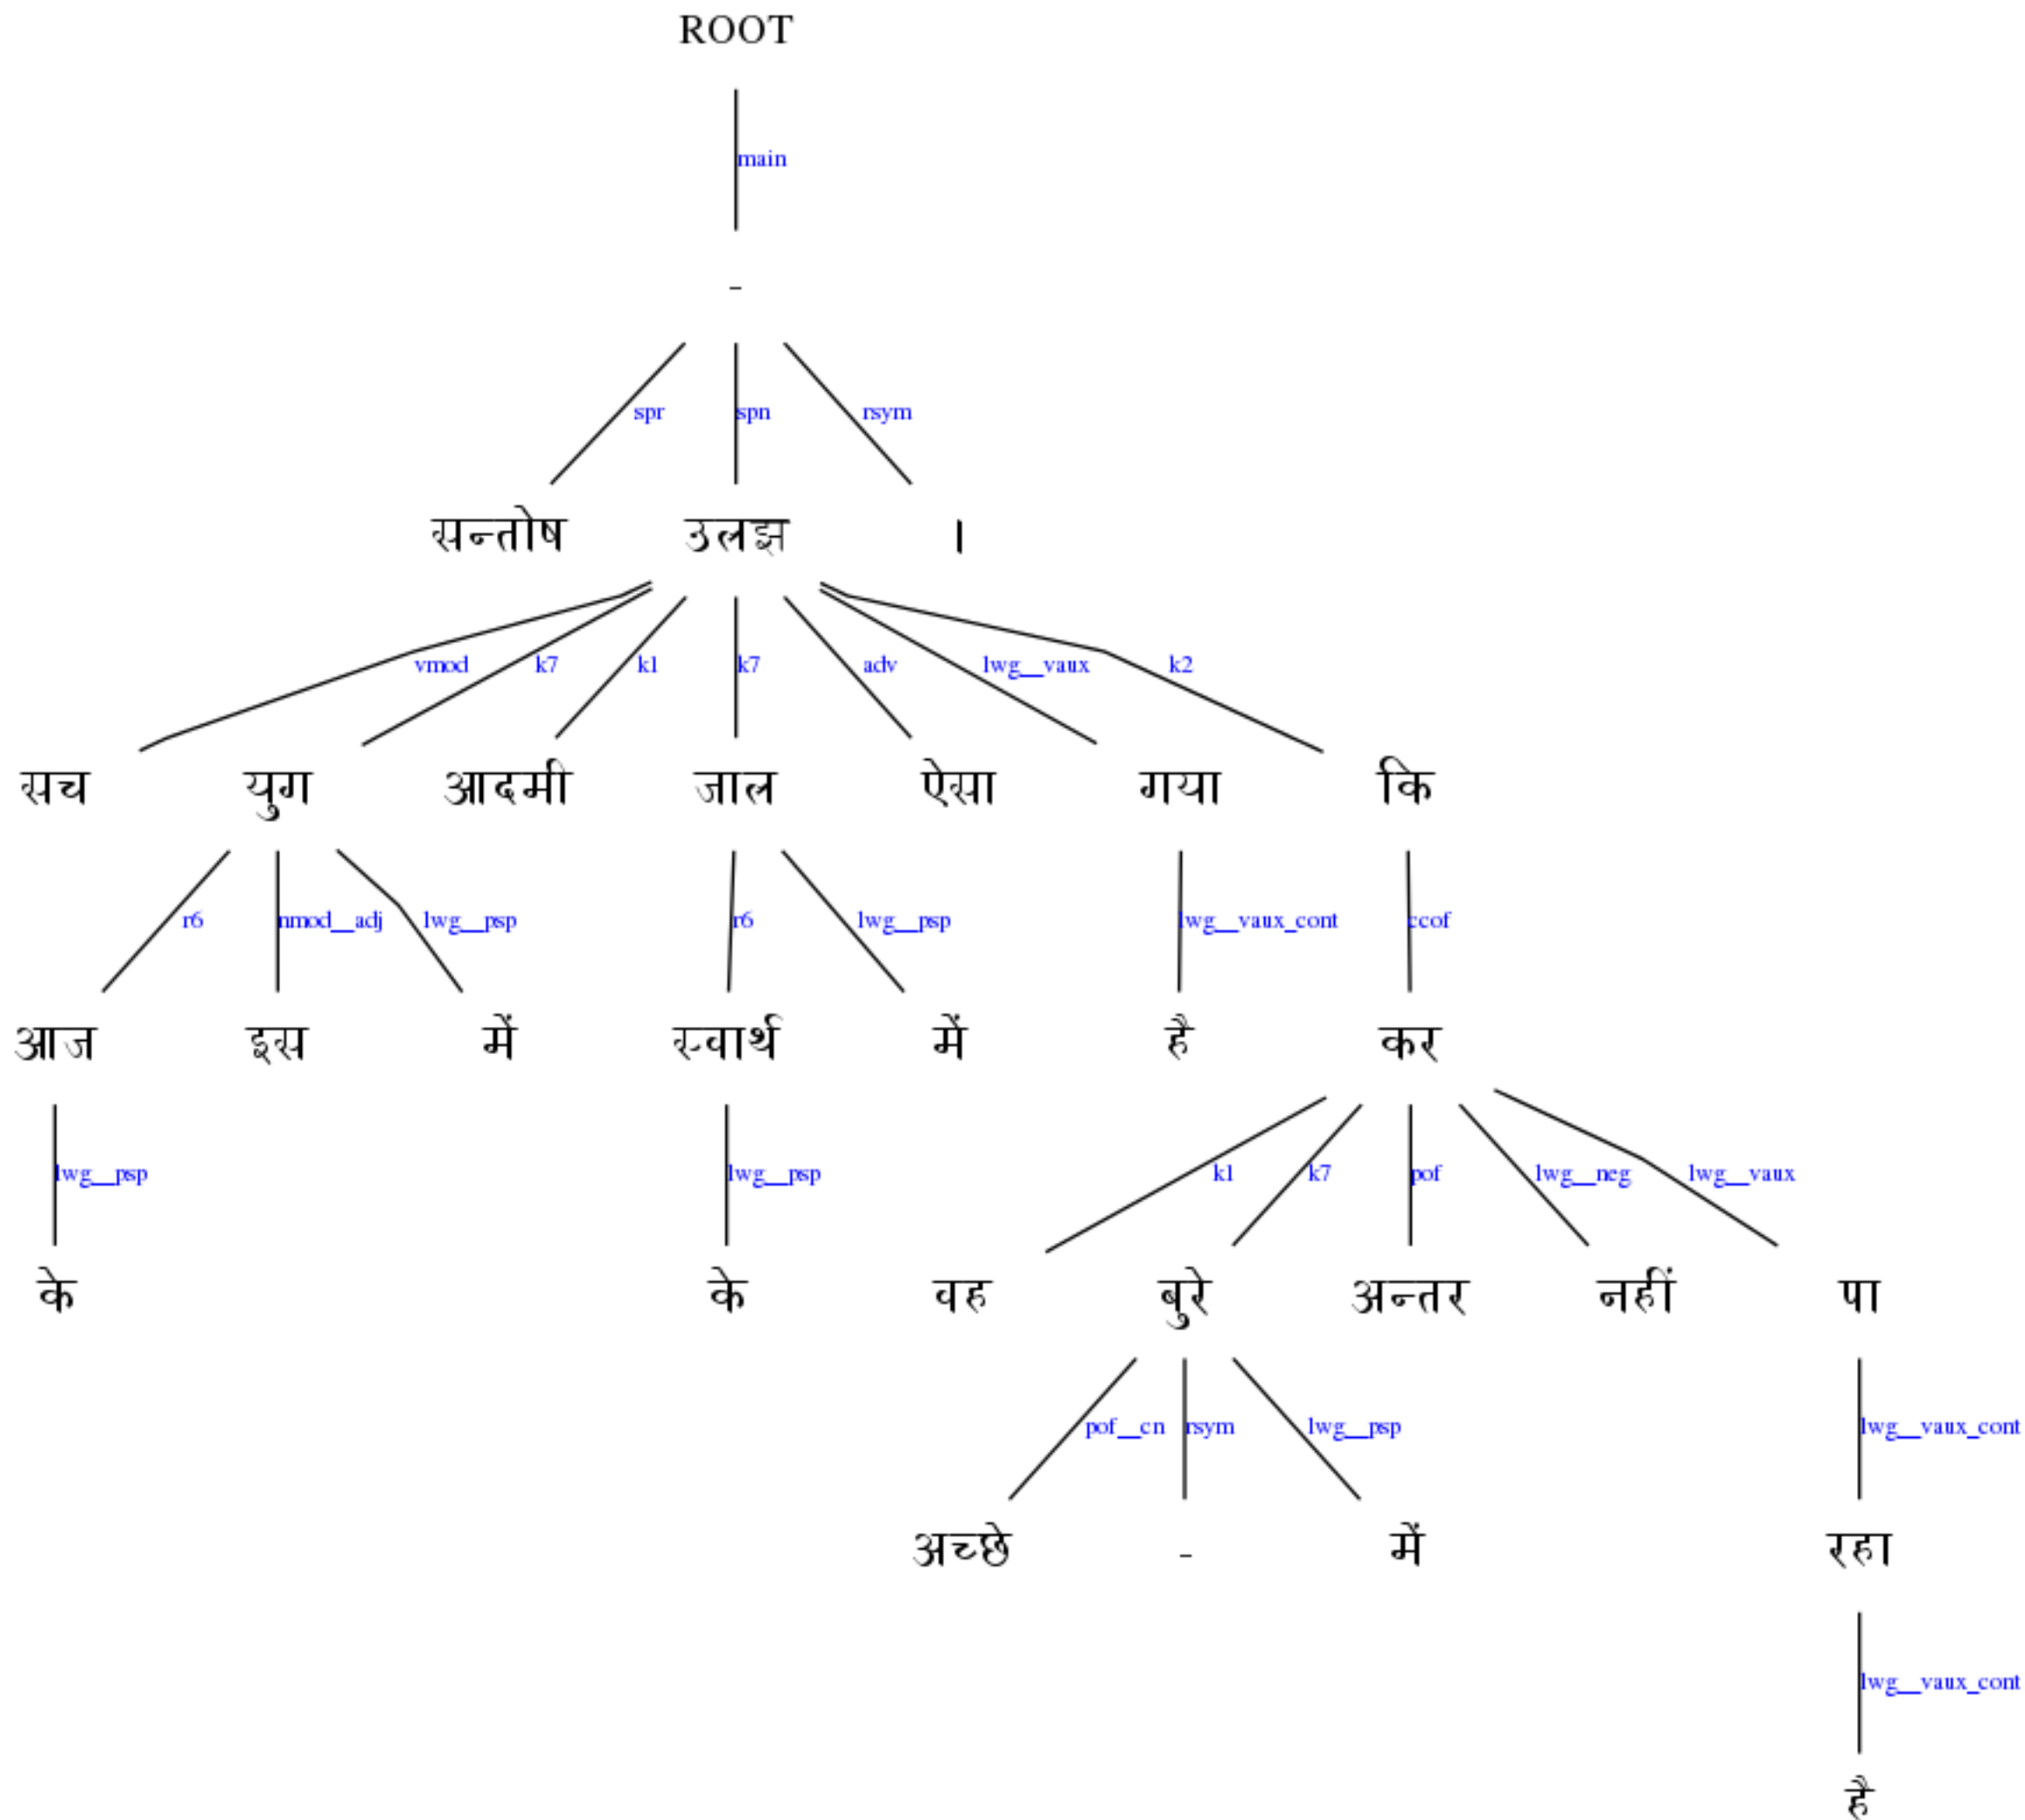 ROOT
main
-
spr spn rsym
सन्तोष उलझ ।
vmod k7 k1 k7 adv lwg__vaux k2
सच युग आदमी जाल ऐसा गया कि
r6 nmod__adj lwg__psp r6 lwg__psp lwg__vaux_cont ccof
आज इस में स्वार्थ में है कर
lwg__psp lwg__psp k1 k7 pof lwg__neg lwg__vaux
के के वह बुरे अन्तर नहीं पा
pof__cn rsym lwg__psp lwg__vaux_cont
अच्छे - में रहा
lwg__vaux_cont
है